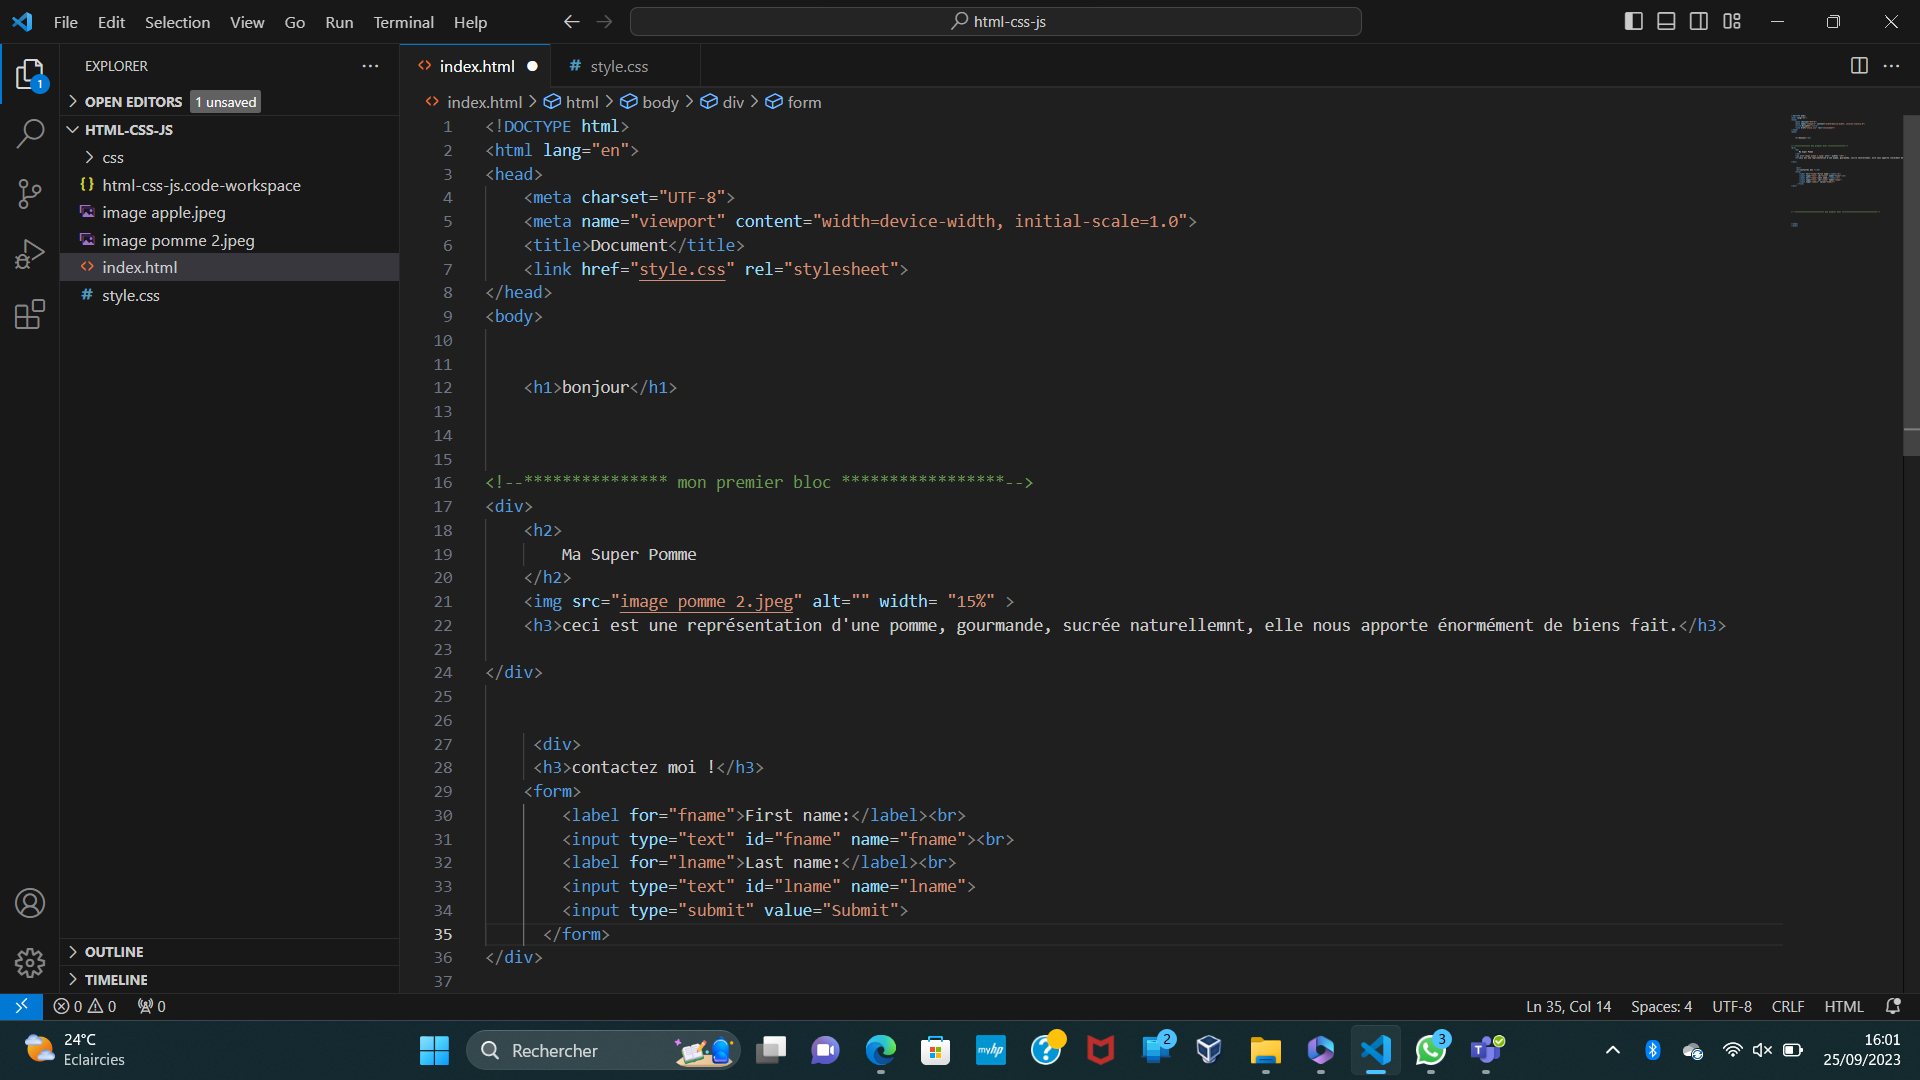 File Edit Selection View Go Run Terminal Help
html-css-js
EXPLORER
1
OPEN EDITORS 1 unsaved
HTML-CSS-JS
css
{} html-css-js.code-workspace
image apple.jpeg
image pomme 2.jpeg
<> index.html
# style.css
OUTLINE
TIMELINE
<> index.html ● # style.css
<> index.html > html > body > div > form
1 <!DOCTYPE html>
2 <html lang="en">
3 <head>
4 <meta charset="UTF-8">
5 <meta name="viewport" content="width=device-width, initial-scale=1.0">
6 <title>Document</title>
7 <link href="style.css" rel="stylesheet">
8 </head>
9 <body>
10
11
12 <h1>bonjour</h1>
13
14
15
16 <!--*************** mon premier bloc *****************-->
17 <div>
18 <h2>
19 Ma Super Pomme
20 </h2>
21 <img src="image pomme 2.jpeg" alt="" width= "15%" >
22 <h3>ceci est une représentation d'une pomme, gourmande, sucrée naturellemnt, elle nous apporte énormément de biens fait.</h3>
23
24 </div>
25
26
27 <div>
28 <h3>contactez moi !</h3>
29 <form>
30 <label for="fname">First name:</label><br>
31 <input type="text" id="fname" name="fname"><br>
32 <label for="lname">Last name:</label><br>
33 <input type="text" id="lname" name="lname">
34 <input type="submit" value="Submit">
35 </form>
36 </div>
37
0 0 0
Ln 35, Col 14 Spaces: 4 UTF-8 CRLF HTML
24°C
Eclaircies
Rechercher
myhp
2
3
16:01
25/09/2023